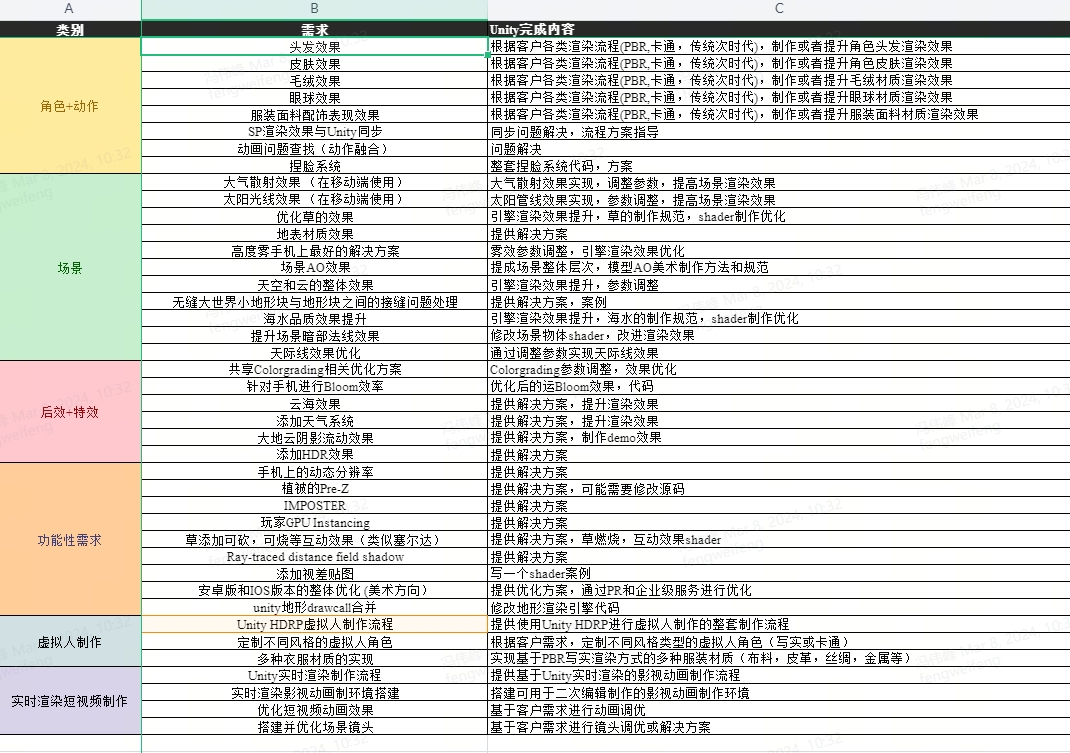 A B C
类别 需求 Unity完成内容
头发效果 根据客户各类渲染流程(PBR,卡通，传统次时代)，制作或者提升角色头发渲染效果
皮肤效果 根据客户各类渲染流程(PBR,卡通，传统次时代)，制作或者提升角色皮肤渲染效果
毛绒效果 根据客户各类渲染流程(PBR,卡通，传统次时代)，制作或者提升毛绒材质渲染效果
眼球效果 根据客户各类渲染流程(PBR,卡通，传统次时代)，制作或者提升眼球材质渲染效果
角色+动作
服装面料配饰表现效果 根据客户各类渲染流程(PBR,卡通，传统次时代)，制作或者提升服装面料材质渲染效果
SP渲染效果与Unity同步 同步问题解决，流程方案指导
动画问题查找（动作融合） 问题解决
捏脸系统 整套捏脸系统代码，方案
大气散射效果 （在移动端使用） 大气散射效果实现，调整参数，提高场景渲染效果
太阳光线效果 （在移动端使用） 太阳管线效果实现，参数调整，提高场景渲染效果
优化草的效果 引擎渲染效果提升，草的制作规范，shader制作优化
地表材质效果 提供解决方案
高度雾手机上最好的解决方案 雾效参数调整，引擎渲染效果优化
场景 场景AO效果 提成场景整体层次，模型AO美术制作方法和规范
天空和云的整体效果 引擎渲染效果提升，参数调整
无缝大世界小地形块与地形块之间的接缝问题处理 提供解决方案，案例
海水品质效果提升 引擎渲染效果提升，海水的制作规范，shader制作优化
提升场景暗部法线效果 修改场景物体shader，改进渲染效果
天际线效果优化 通过调整参数实现天际线效果
共享Colorgrading相关优化方案 Colorgrading参数调整，效果优化
针对手机进行Bloom效率 优化后的运Bloom效果，代码
云海效果 提供解决方案，提升渲染效果
后效+特效
添加天气系统 提供解决方案，提升渲染效果
大地云阴影流动效果 提供解决方案，制作demo效果
添加HDR效果 提供解决方案
手机上的动态分辨率 提供解决方案
植被的Pre-Z 提供解决方案，可能需要修改源码
IMPOSTER 提供解决方案
玩家GPU Instancing 提供解决方案
功能性需求 草添加可砍，可烧等互动效果（类似塞尔达） 提供解决方案，草燃烧，互动效果shader
Ray-traced distance field shadow 提供解决方案
添加视差贴图 写一个shader案例
安卓版和IOS版本的整体优化 (美术方向） 提供优化方案，通过PR和企业级服务进行优化
unity地形drawcall合并 修改地形渲染引擎代码
Unity HDRP虚拟人制作流程 提供使用Unity HDRP进行虚拟人制作的整套制作流程
虚拟人制作 定制不同风格的虚拟人角色 根据客户需求，定制不同风格类型的虚拟人角色（写实或卡通）
多种衣服材质的实现 实现基于PBR写实渲染方式的多种服装材质（布料，皮革，丝绸，金属等）
Unity实时渲染制作流程 提供基于Unity实时渲染的影视动画制作流程
实时渲染影视动画制环境搭建 搭建可用于二次编辑制作的影视动画制作环境
实时渲染短视频制作
优化短视频动画效果 基于客户需求进行动画调优
搭建并优化场景镜头 基于客户需求进行镜头调优或解决方案